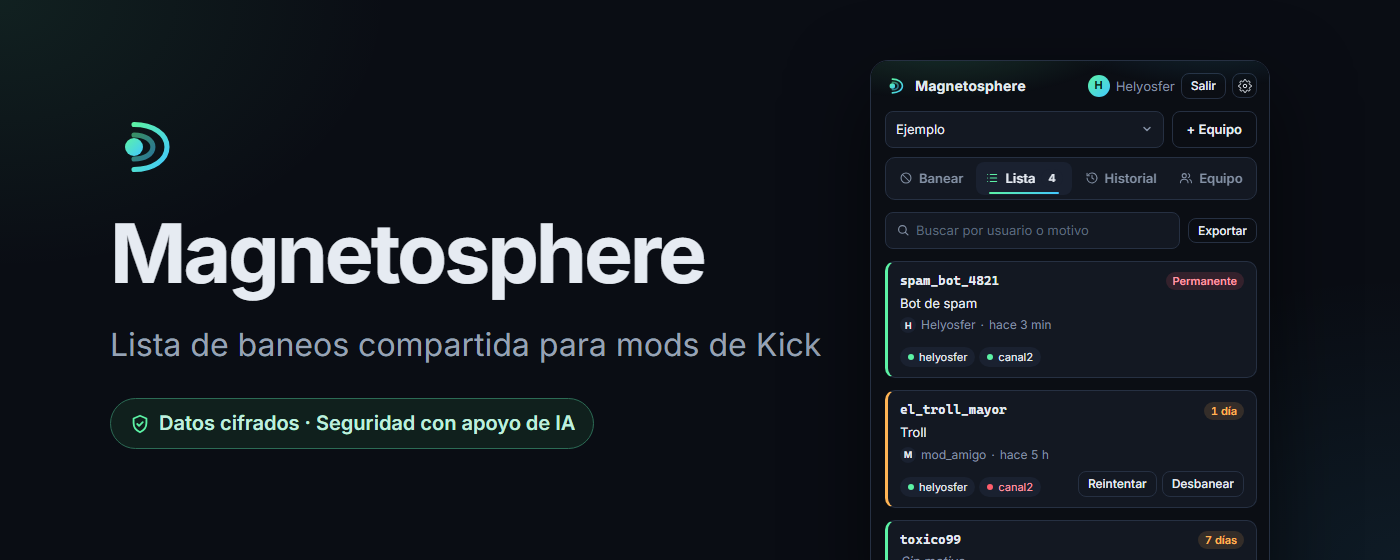 Magnetosphere
Lista de baneos compartida para mods de Kick
Datos cifrados · Seguridad con apoyo de IA
Magnetosphere
H Helyosfer
Salir
Ejemplo
+ Equipo
Banear
Lista 4
Historial
Equipo
Buscar por usuario o motivo
Exportar
spam_bot_4821
Permanente
Bot de spam
H Helyosfer · hace 3 min
helyosfer
canal2
el_troll_mayor
1 día
Troll
M mod_amigo · hace 5 h
helyosfer
canal2
Reintentar
Desbanear
toxico99
7 días
Sin motivo